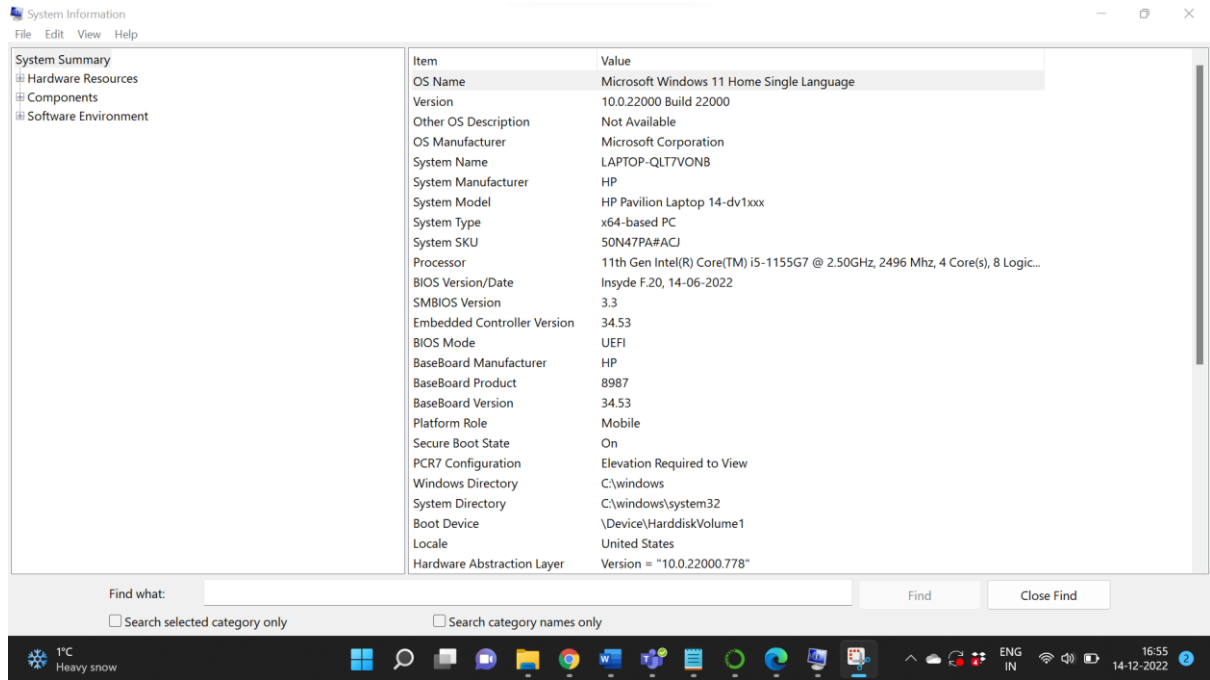 System Information
File Edit View Help
System Summary
Hardware Resources
Components
Software Environment
Item Value
OS Name Microsoft Windows 11 Home Single Language
Version 10.0.22000 Build 22000
Other OS Description Not Available
OS Manufacturer Microsoft Corporation
System Name LAPTOP-QLT7VONB
System Manufacturer HP
System Model HP Pavilion Laptop 14-dv1xxx
System Type x64-based PC
System SKU 50N47PA#ACJ
Processor 11th Gen Intel(R) Core(TM) i5-1155G7 @ 2.50GHz, 2496 Mhz, 4 Core(s), 8 Logic...
BIOS Version/Date Insyde F.20, 14-06-2022
SMBIOS Version 3.3
Embedded Controller Version 34.53
BIOS Mode UEFI
BaseBoard Manufacturer HP
BaseBoard Product 8987
BaseBoard Version 34.53
Platform Role Mobile
Secure Boot State On
PCR7 Configuration Elevation Required to View
Windows Directory C:\windows
System Directory C:\windows\system32
Boot Device \Device\HarddiskVolume1
Locale United States
Hardware Abstraction Layer Version = "10.0.22000.778"
Find what: Find Close Find
Search selected category only Search category names only
1°C
Heavy snow
ENG
IN
16:55
14-12-2022
2